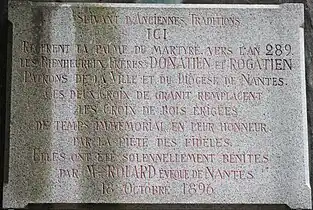 SUIVANT D'ANCIENNES TRADITIONS
ICI
REÇURENT LA PALME DU MARTYRE VERS L'AN 289
LES BIENHEUREUX FRÈRES DONATIEN ET ROGATIEN
PATRONS DE LA VILLE ET DU DIOCÈSE DE NANTES.
CES DEUX CROIX DE GRANIT REMPLACENT
LES CROIX DE BOIS ÉRIGÉES
DE TEMPS IMMÉMORIAL EN LEUR HONNEUR
PAR LA PIÉTÉ DES FIDÈLES.
ELLES ONT ÉTÉ SOLENNELLEMENT BÉNITES
PAR Mgr ROUARD ÉVÊQUE DE NANTES
18 OCTOBRE 1896